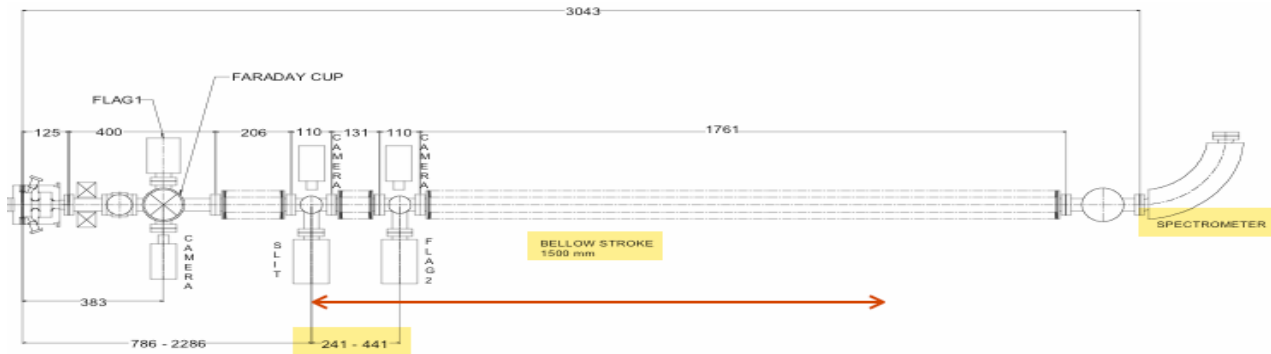 3043
FARADAY CUP
FLAG1
125
400
206
110
131
110
1761
CAMERA
CAMERA
CAMERA
SLIT
FLAG2
BELLOW STROKE
1500 mm
SPECTROMETER
383
786 - 2286
241 - 441